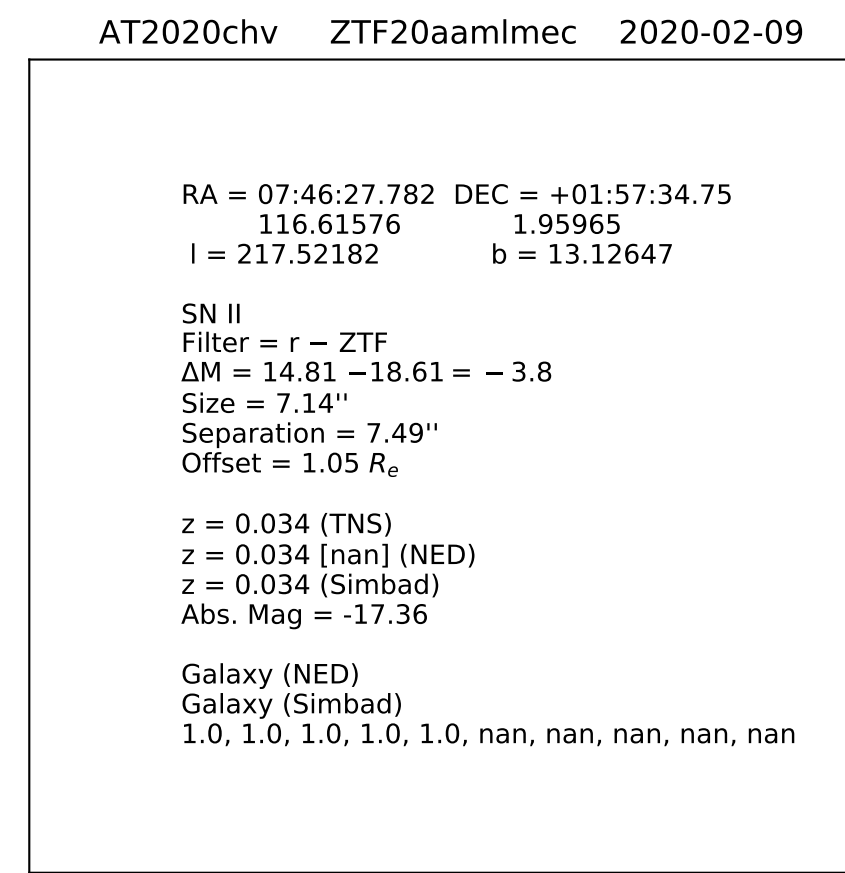 AT2020chv ZTF20aamlmec 2020-02-09
RA = 07:46:27.782 DEC = +01:57:34.75
116.61576 1.95965
l = 217.52182 b = 13.12647
SN II
Filter = r − ZTF
ΔM = 14.81 −18.61 = − 3.8
Size = 7.14''
Separation = 7.49''
Offset = 1.05 Re
z = 0.034 (TNS)
z = 0.034 [nan] (NED)
z = 0.034 (Simbad)
Abs. Mag = -17.36
Galaxy (NED)
Galaxy (Simbad)
1.0, 1.0, 1.0, 1.0, 1.0, nan, nan, nan, nan, nan